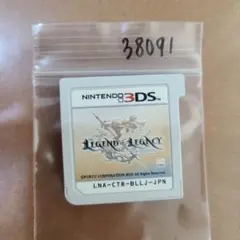 38091
NINTENDO 3DS
LEGEND OF LEGACY
LNA-CTR-BLLJ-JPN